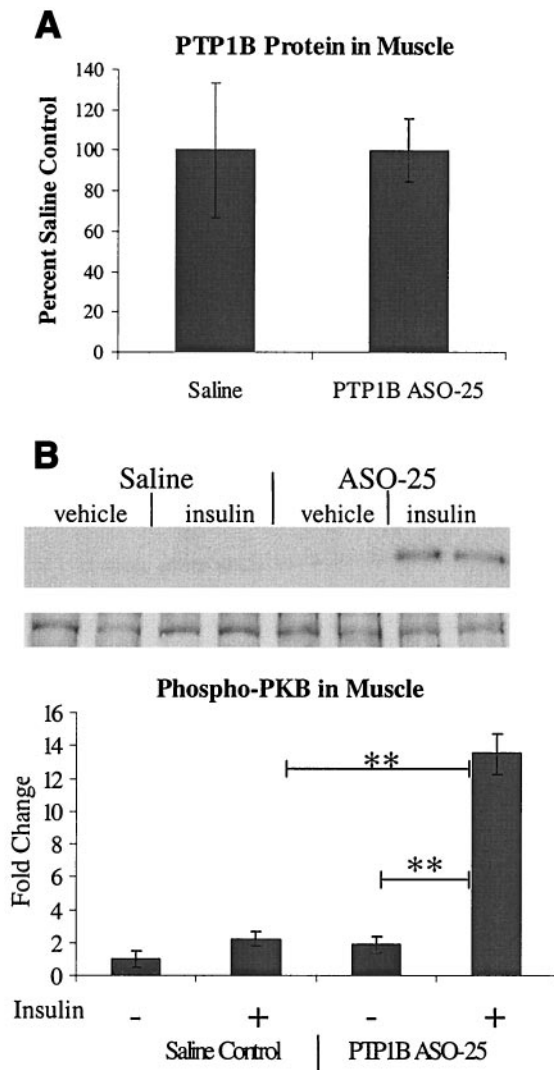 A
PTP1B Protein in Muscle
140
120
100
80
60
40
20
0
Percent Saline Control
Saline PTP1B ASO-25
B
Saline ASO-25
vehicle insulin vehicle insulin
Phospho-PKB in Muscle
16
14
12
10
8
6
4
2
0
Fold Change
**
**
Insulin - + - +
Saline Control PTP1B ASO-25